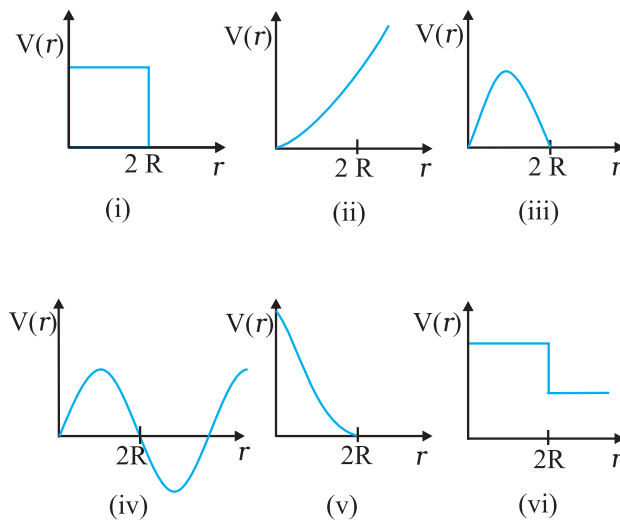 V(r) V(r) V(r)
2 R r 2 R r 2 R r
(i) (ii) (iii)
V(r) V(r) V(r)
2R r 2R r 2R r
(iv) (v) (vi)